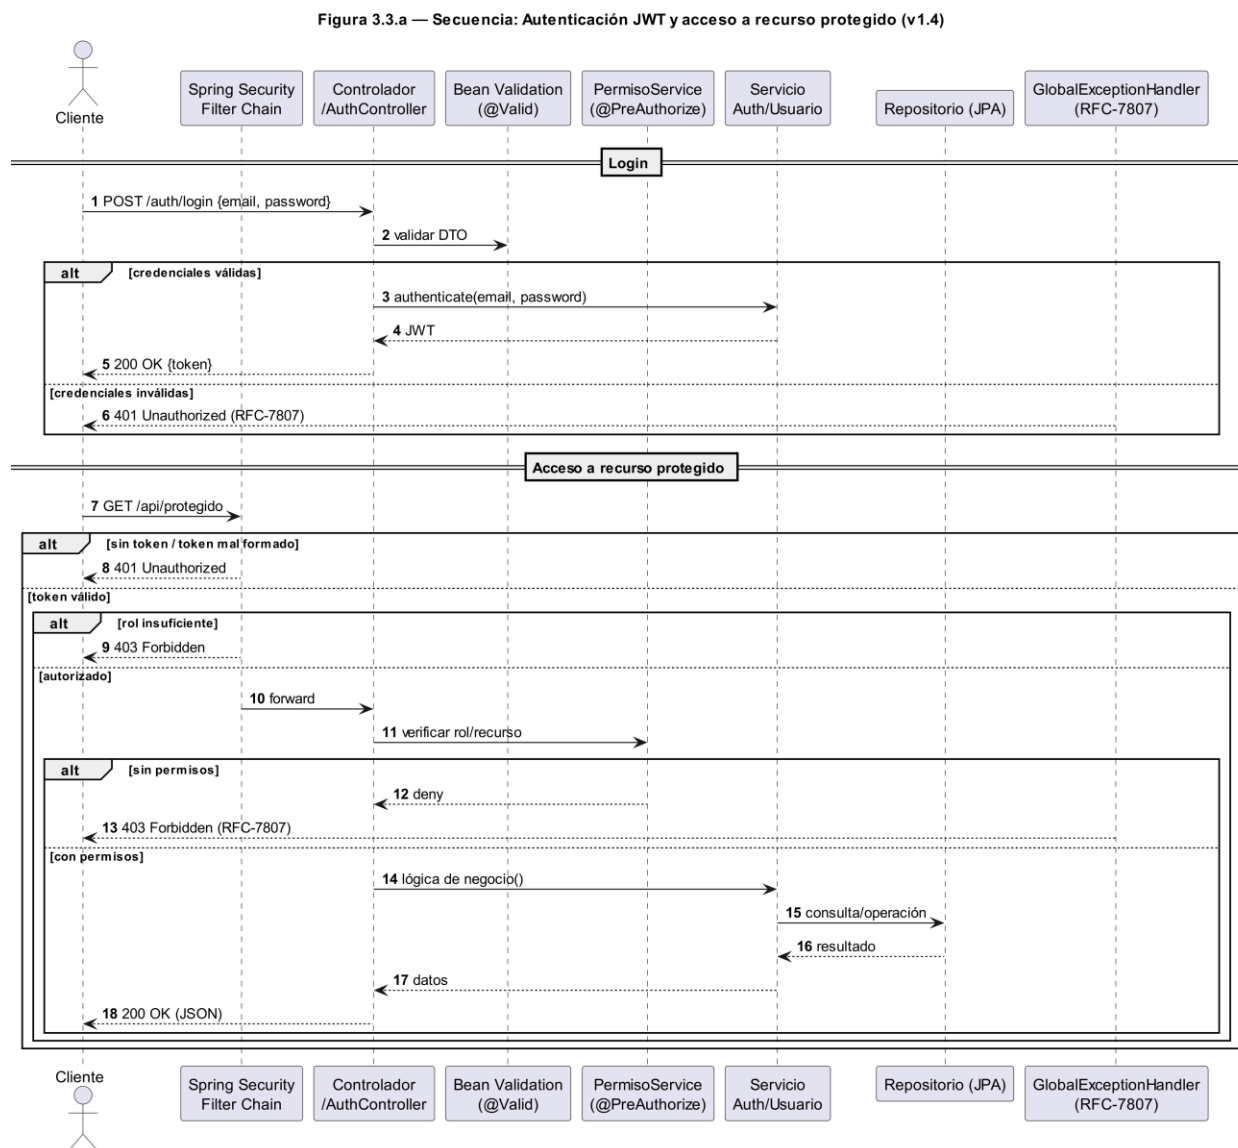 Figura 3.3.a — Secuencia: Autenticación JWT y acceso a recurso protegido (v1.4)
Cliente
Spring Security
Filter Chain
Controlador
/AuthController
Bean Validation
(@Valid)
PermisoService
(@PreAuthorize)
Servicio
Auth/Usuario
Repositorio (JPA)
GlobalExceptionHandler
(RFC-7807)
Login
1 POST /auth/login {email, password}
2 validar DTO
alt [credenciales válidas]
3 authenticate(email, password)
4 JWT
5 200 OK {token}
[credenciales inválidas]
6 401 Unauthorized (RFC-7807)
Acceso a recurso protegido
7 GET /api/protegido
alt [sin token / token mal formado]
8 401 Unauthorized
[token válido]
alt [rol insuficiente]
9 403 Forbidden
[autorizado]
10 forward
11 verificar rol/recurso
alt [sin permisos]
12 deny
13 403 Forbidden (RFC-7807)
[con permisos]
14 lógica de negocio()
15 consulta/operación
16 resultado
17 datos
18 200 OK (JSON)
Cliente
Spring Security
Filter Chain
Controlador
/AuthController
Bean Validation
(@Valid)
PermisoService
(@PreAuthorize)
Servicio
Auth/Usuario
Repositorio (JPA)
GlobalExceptionHandler
(RFC-7807)